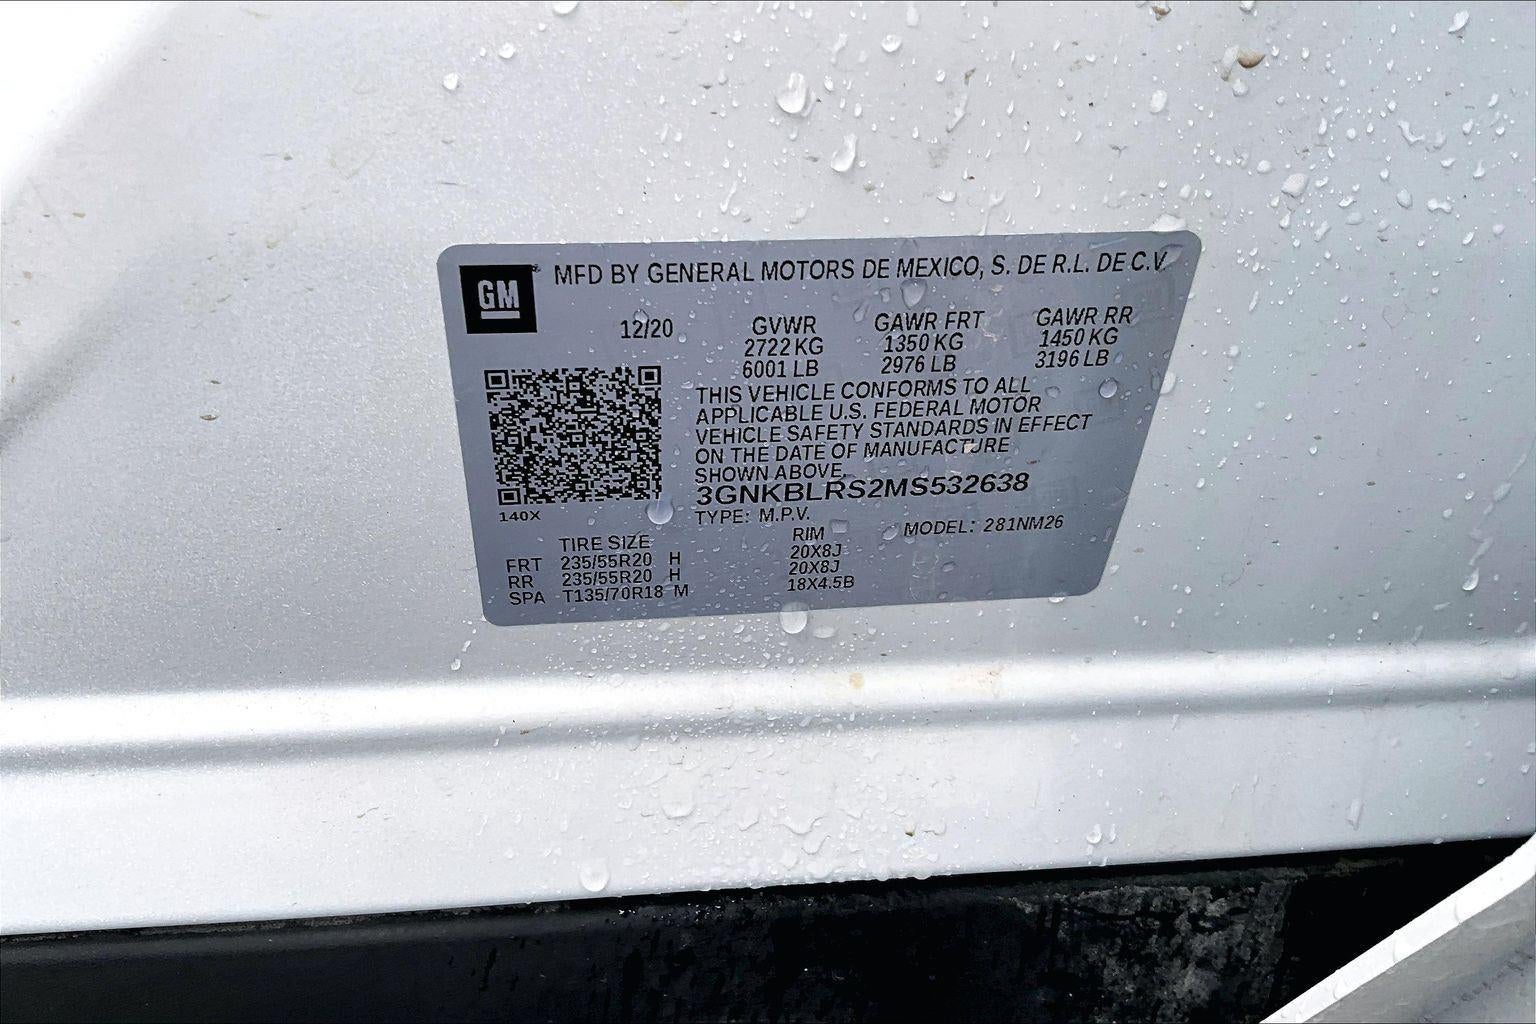 GM MFD BY GENERAL MOTORS DE MEXICO, S. DE R.L. DE C.V.
12/20 GVWR GAWR FRT GAWR RR
2722 KG 1350 KG 1450 KG
6001 LB 2976 LB 3196 LB
THIS VEHICLE CONFORMS TO ALL
APPLICABLE U.S. FEDERAL MOTOR
VEHICLE SAFETY STANDARDS IN EFFECT
ON THE DATE OF MANUFACTURE
SHOWN ABOVE.
3GNKBLRS2MS532638
140X TYPE: M.P.V. MODEL: 281NM26
TIRE SIZE RIM
FRT 235/55R20 H 20X8J
RR 235/55R20 H 20X8J
SPA T135/70R18 M 18X4.5B